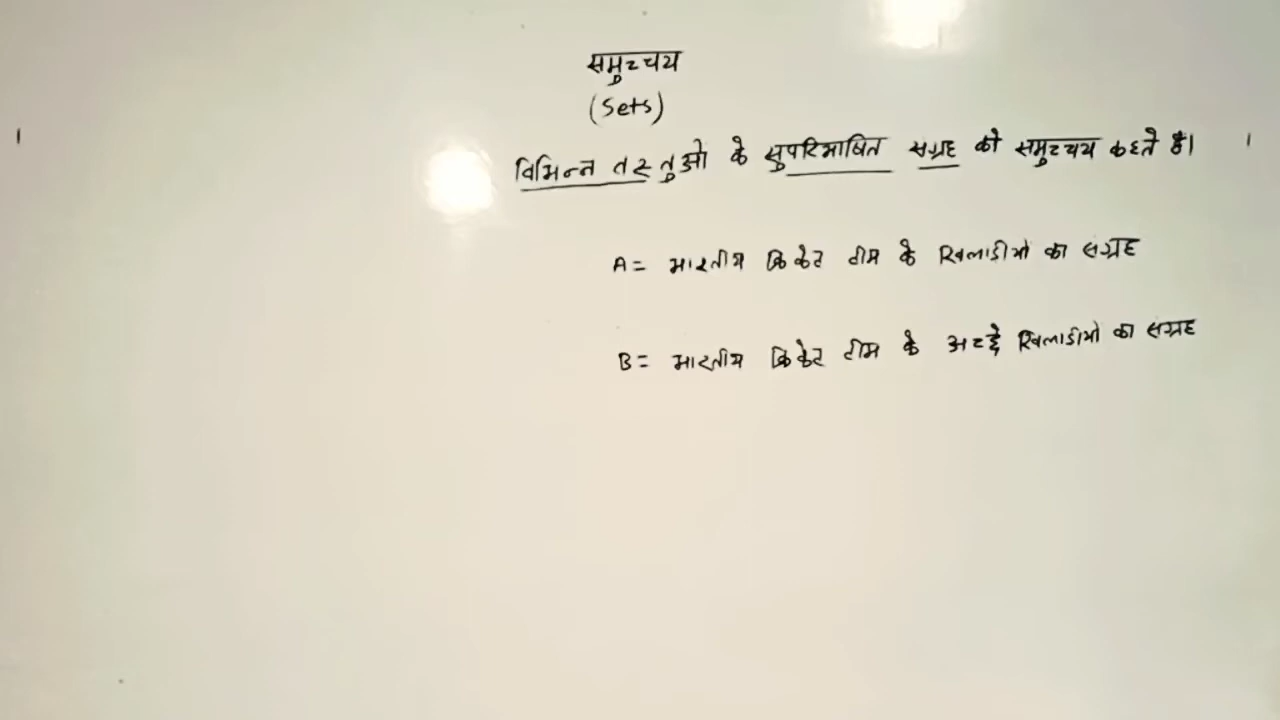 समुच्चय
(Sets)
विभिन्न वस्तुओ के सुपरिभाषित संग्रह को समुच्चय कहते है।
A = भारतीय क्रिकेट टीम के खिलाडीयो का संग्रह
B = भारतीय क्रिकेट टीम के अच्छे खिलाडीयो का संग्रह